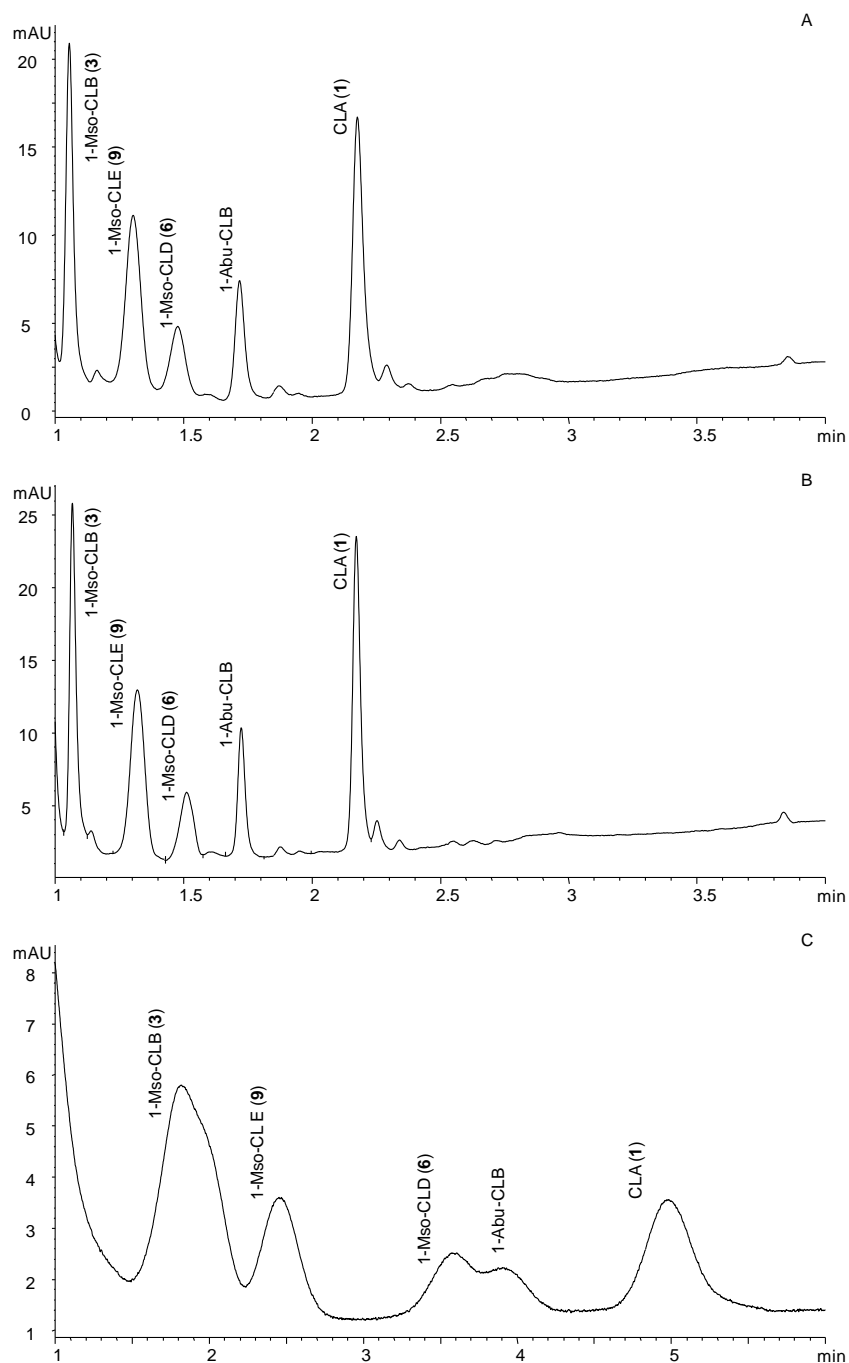 A
mAU
20
15
10
5
0
1-Mso-CLB (3)
1-Mso-CLE (9)
1-Mso-CLD (6)
1-Abu-CLB
CLA (1)
1 1.5 2 2.5 3 3.5 min
B
mAU
25
20
15
10
5
1-Mso-CLB (3)
1-Mso-CLE (9)
1-Mso-CLD (6)
1-Abu-CLB
CLA (1)
1 1.5 2 2.5 3 3.5 min
C
mAU
8
7
6
5
4
3
2
1
1-Mso-CLB (3)
1-Mso-CL E (9)
1-Mso-CLD (6)
1-Abu-CLB
CLA (1)
1 2 3 4 5 min